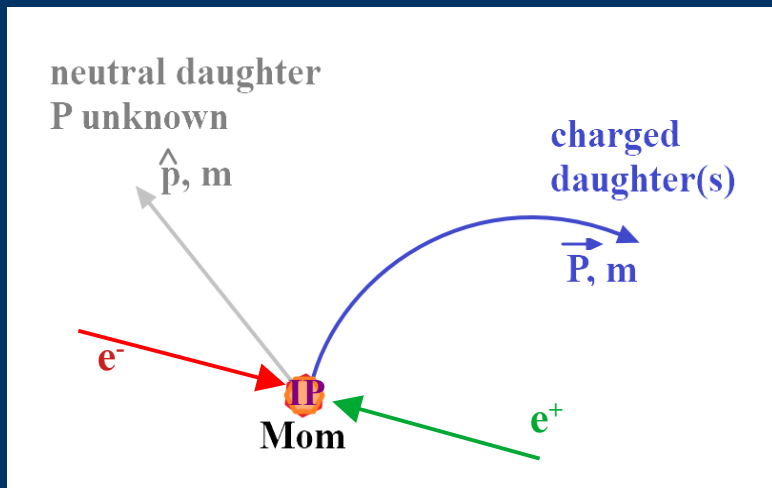 neutral daughter
P unknown
p̂, m
charged
daughter(s)
P⃗, m
e⁻
IP
Mom
e⁺